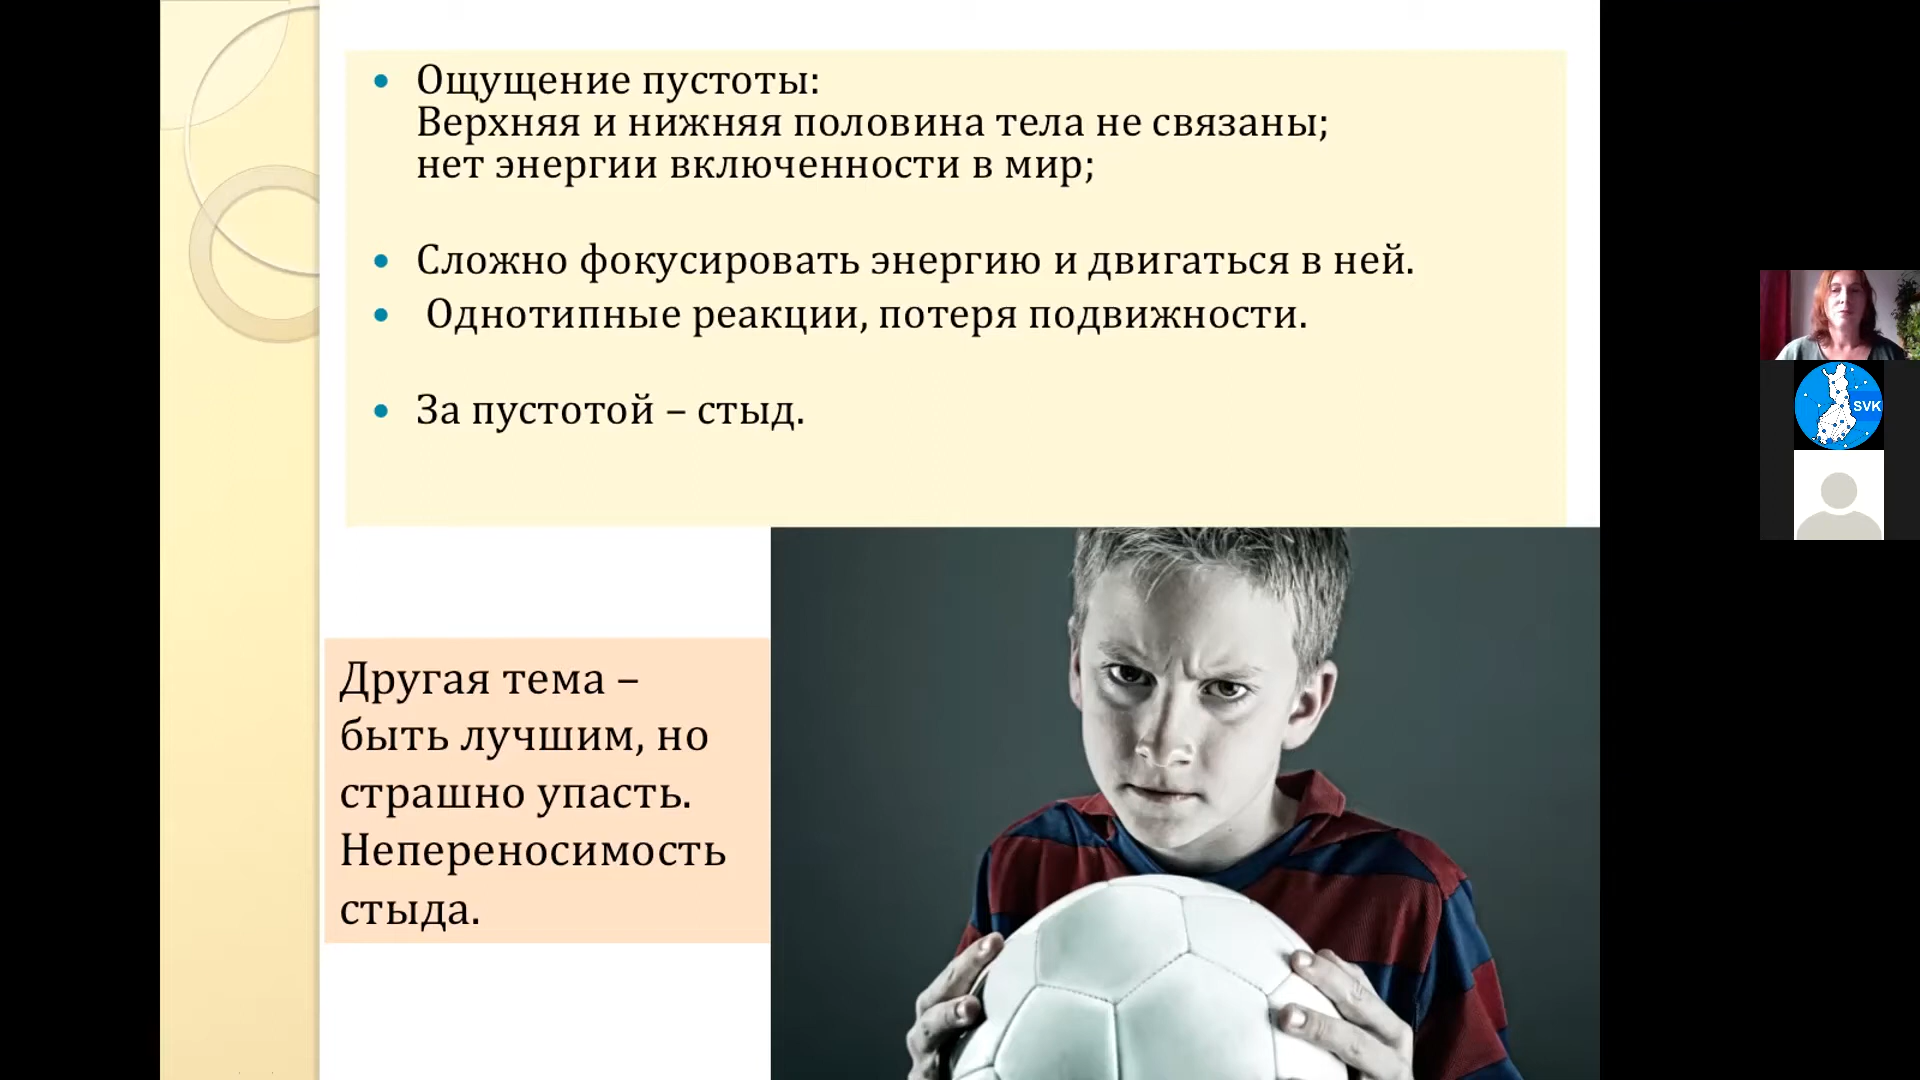 Ощущение пустоты:
Верхняя и нижняя половина тела не связаны;
нет энергии включенности в мир;
Сложно фокусировать энергию и двигаться в ней.
Однотипные реакции, потеря подвижности.
За пустотой – стыд.
Другая тема –
быть лучшим, но
страшно упасть.
Непереносимость
стыда.
SVK